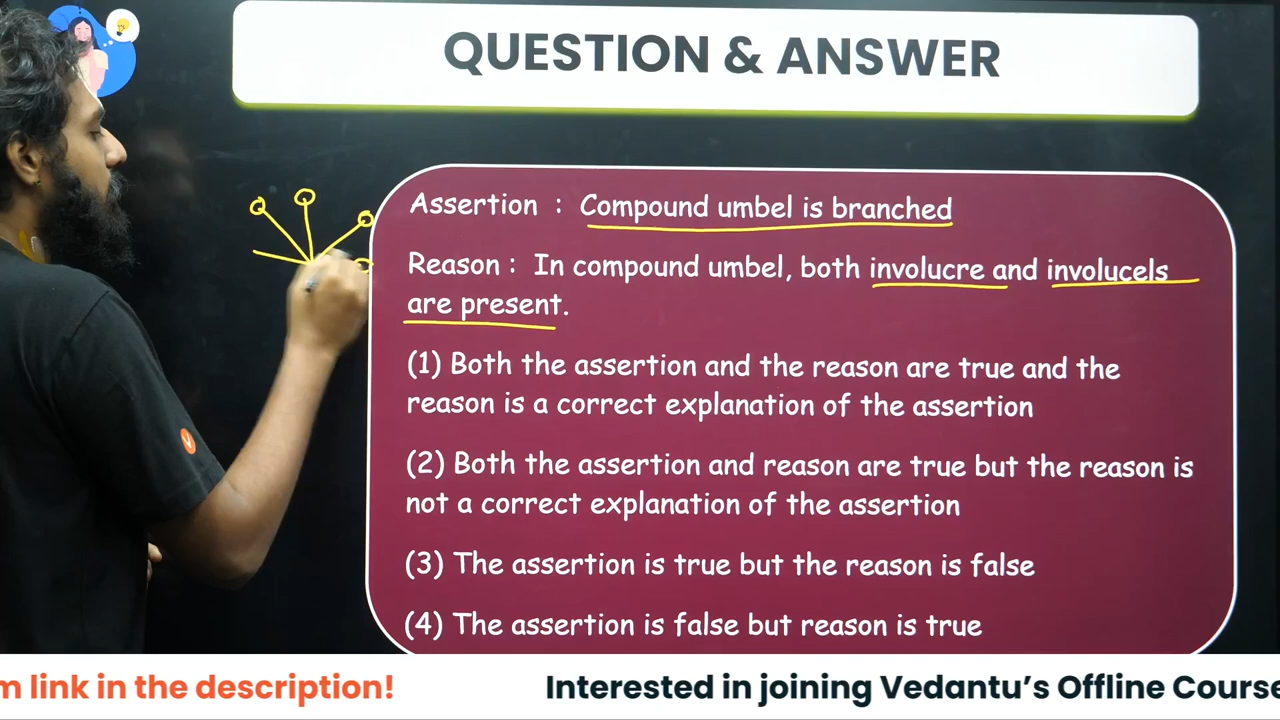 QUESTION & ANSWER
Assertion : Compound umbel is branched
Reason : In compound umbel, both involucre and involucels
are present.
(1) Both the assertion and the reason are true and the
reason is a correct explanation of the assertion
(2) Both the assertion and reason are true but the reason is
not a correct explanation of the assertion
(3) The assertion is true but the reason is false
(4) The assertion is false but reason is true
m link in the description! Interested in joining Vedantu's Offline Course